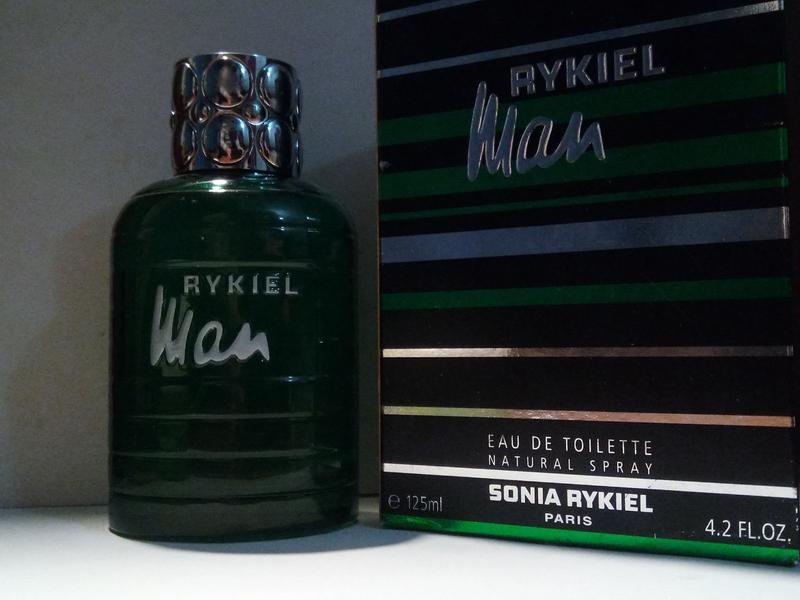 RYKIEL
Man
RYKIEL
Man
EAU DE TOILETTE
NATURAL SPRAY
SONIA RYKIEL
PARIS
e 125ml
4.2 FL.OZ.